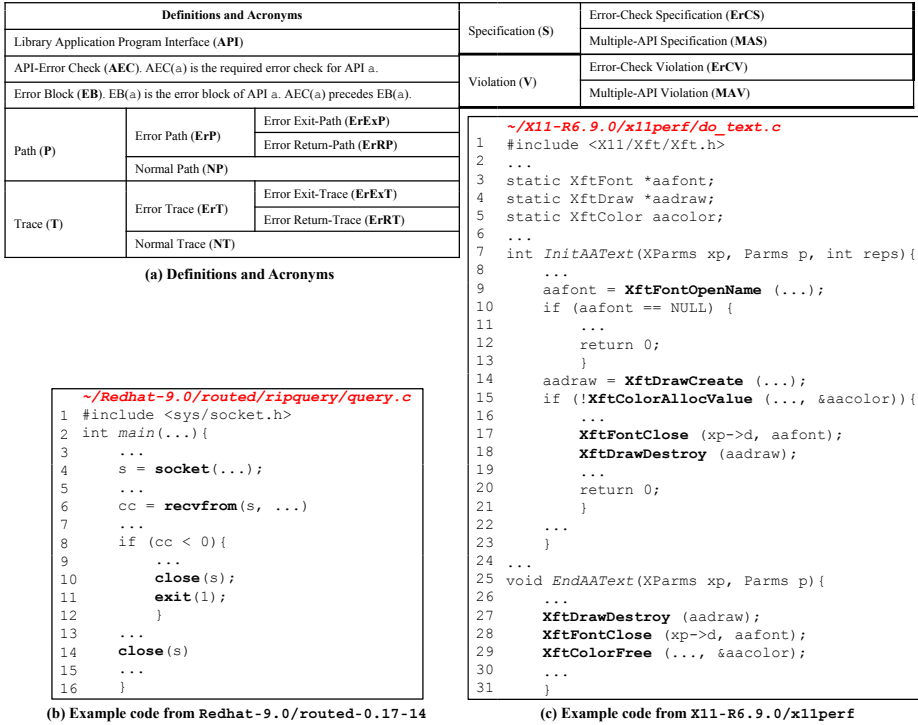 Definitions and Acronyms
Library Application Program Interface (API)
API-Error Check (AEC). AEC(a) is the required error check for API a.
Error Block (EB). EB(a) is the error block of API a. AEC(a) precedes EB(a).
Path (P)
Error Path (ErP)
Error Exit-Path (ErExP)
Error Return-Path (ErRP)
Normal Path (NP)
Trace (T)
Error Trace (ErT)
Error Exit-Trace (ErExT)
Error Return-Trace (ErRT)
Normal Trace (NT)
Specification (S)
Error-Check Specification (ErCS)
Multiple-API Specification (MAS)
Violation (V)
Error-Check Violation (ErCV)
Multiple-API Violation (MAV)
(a) Definitions and Acronyms
~/Redhat-9.0/routed/ripquery/query.c
1 #include <sys/socket.h>
2 int main(...){
3 ...
4 s = socket(...);
5 ...
6 cc = recvfrom(s, ...)
7 ...
8 if (cc < 0){
9 ...
10 close(s);
11 exit(1);
12 }
13 ...
14 close(s)
15 ...
16 }
(b) Example code from Redhat-9.0/routed-0.17-14
~/X11-R6.9.0/x11perf/do_text.c
1 #include <X11/Xft/Xft.h>
2 ...
3 static XftFont *aafont;
4 static XftDraw *aadraw;
5 static XftColor aacolor;
6 ...
7 int InitAAText(XParms xp, Parms p, int reps){
8 ...
9 aafont = XftFontOpenName (...);
10 if (aafont == NULL) {
11 ...
12 return 0;
13 }
14 aadraw = XftDrawCreate (...);
15 if (!XftColorAllocValue (..., &aacolor)){
16 ...
17 XftFontClose (xp->d, aafont);
18 XftDrawDestroy (aadraw);
19 ...
20 return 0;
21 }
22 ...
23 }
24 ...
25 void EndAAText(XParms xp, Parms p){
26 ...
27 XftDrawDestroy (aadraw);
28 XftFontClose (xp->d, aafont);
29 XftColorFree (..., &aacolor);
30 ...
31 }
(c) Example code from X11-R6.9.0/x11perf